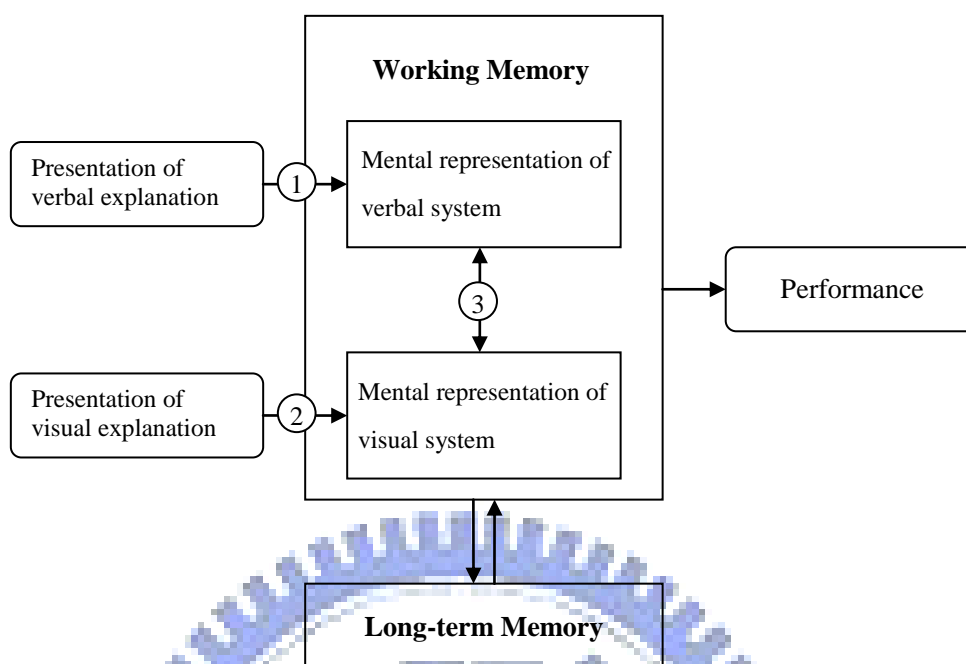 Working Memory
Presentation of
verbal explanation
1
Mental representation of
verbal system
3
Performance
Presentation of
visual explanation
2
Mental representation of
visual system
Long-term Memory